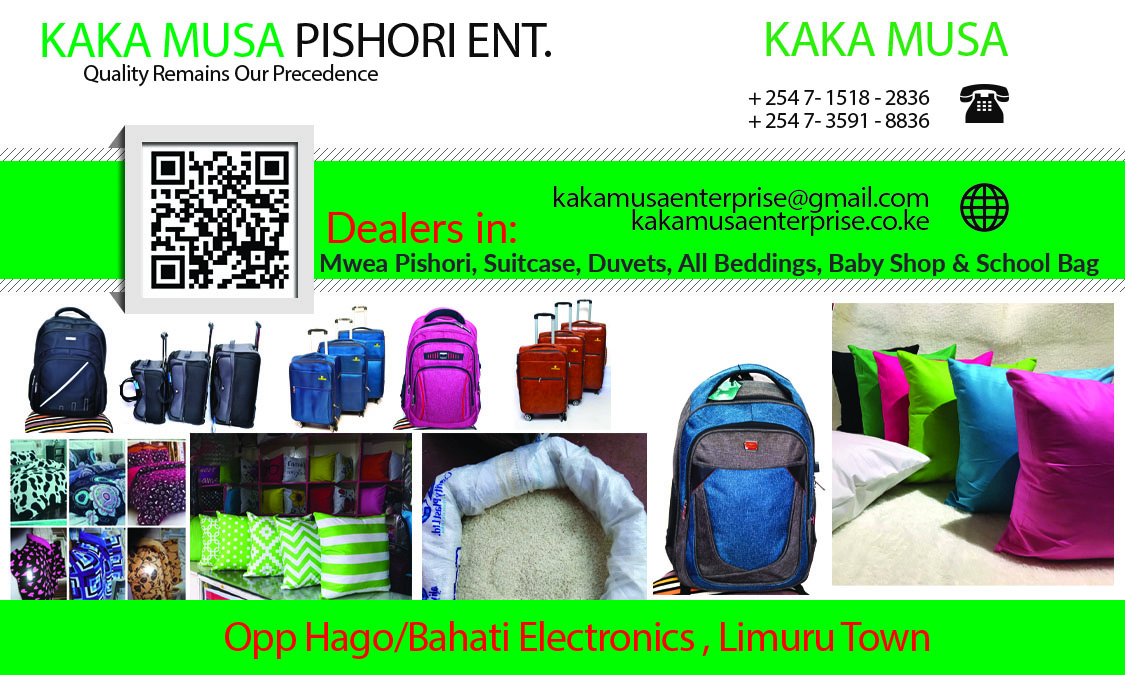 KAKA MUSA PISHORI ENT.
Quality Remains Our Precedence
KAKA MUSA
+ 254 7- 1518 - 2836
+ 254 7- 3591 - 8836
kakamusaenterprise@gmail.com
kakamusaenterprise.co.ke
Dealers in:
Mwea Pishori, Suitcase, Duvets, All Beddings, Baby Shop & School Bag
Opp Hago/Bahati Electronics , Limuru Town